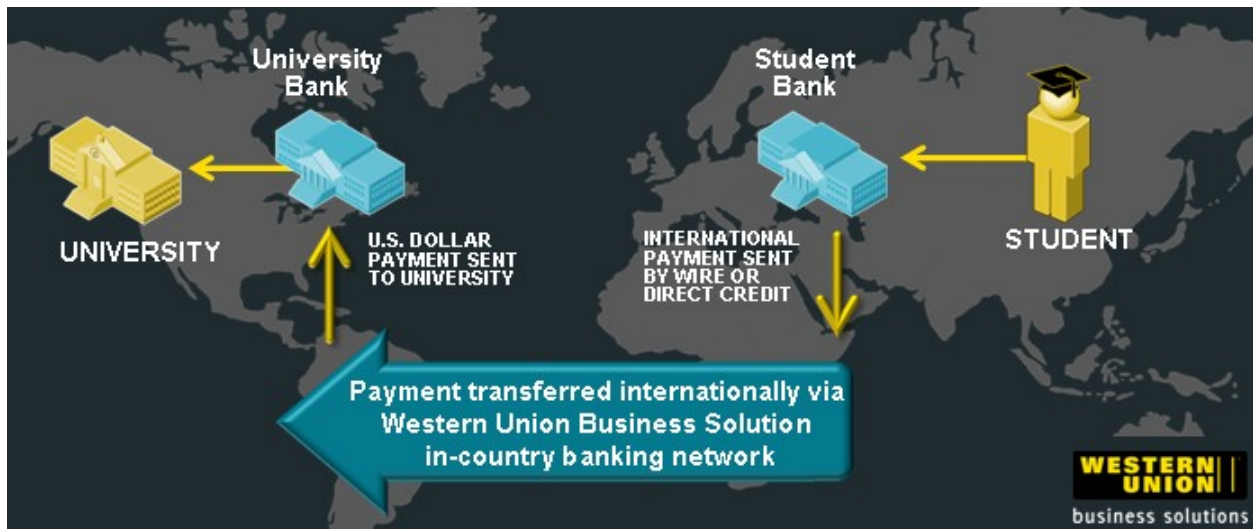 University
Bank
Student
Bank
UNIVERSITY
U.S. DOLLAR
PAYMENT SENT
TO UNIVERSITY
INTERNATIONAL
PAYMENT SENT
BY WIRE OR
DIRECT CREDIT
STUDENT
Payment transferred internationally via
Western Union Business Solution
in-country banking network
WESTERN
UNION
business solutions